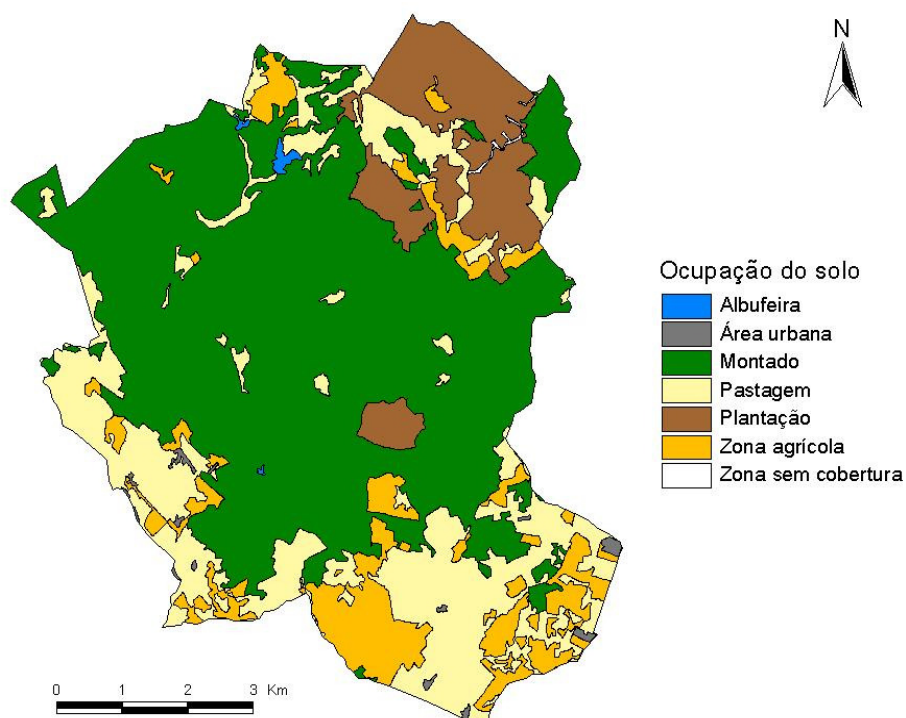 N
Ocupação do solo
Albufeira
Área urbana
Montado
Pastagem
Plantação
Zona agrícola
Zona sem cobertura
0 1 2 3 Km